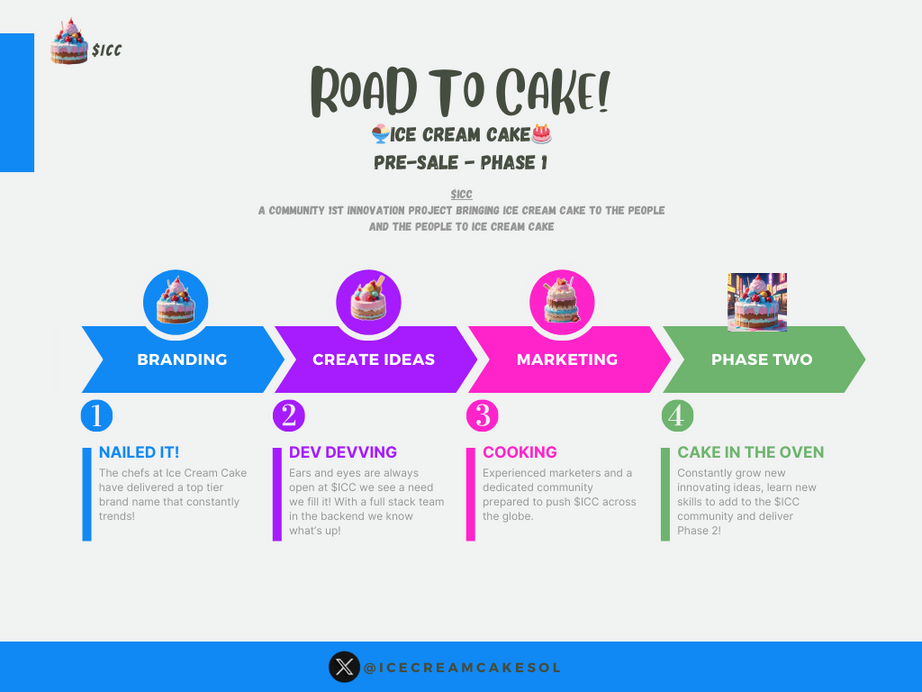 $ICC
ROAD TO CAKE!
🍨ICE CREAM CAKE🎂
PRE-SALE - PHASE 1
$ICC
A COMMUNITY 1ST INNOVATION PROJECT BRINGING ICE CREAM CAKE TO THE PEOPLE
AND THE PEOPLE TO ICE CREAM CAKE
BRANDING
CREATE IDEAS
MARKETING
PHASE TWO
1
NAILED IT!
The chefs at Ice Cream Cake
have delivered a top tier
brand name that constantly
trends!
2
DEV DEVVING
Ears and eyes are always
open at $ICC we see a need
we fill it! With a full stack team
in the backend we know
what's up!
3
COOKING
Experienced marketers and a
dedicated community
prepared to push $ICC across
the globe.
4
CAKE IN THE OVEN
Constantly grow new
innovating ideas, learn new
skills to add to the $ICC
community and deliver
Phase 2!
@ICECREAMCAKESOL